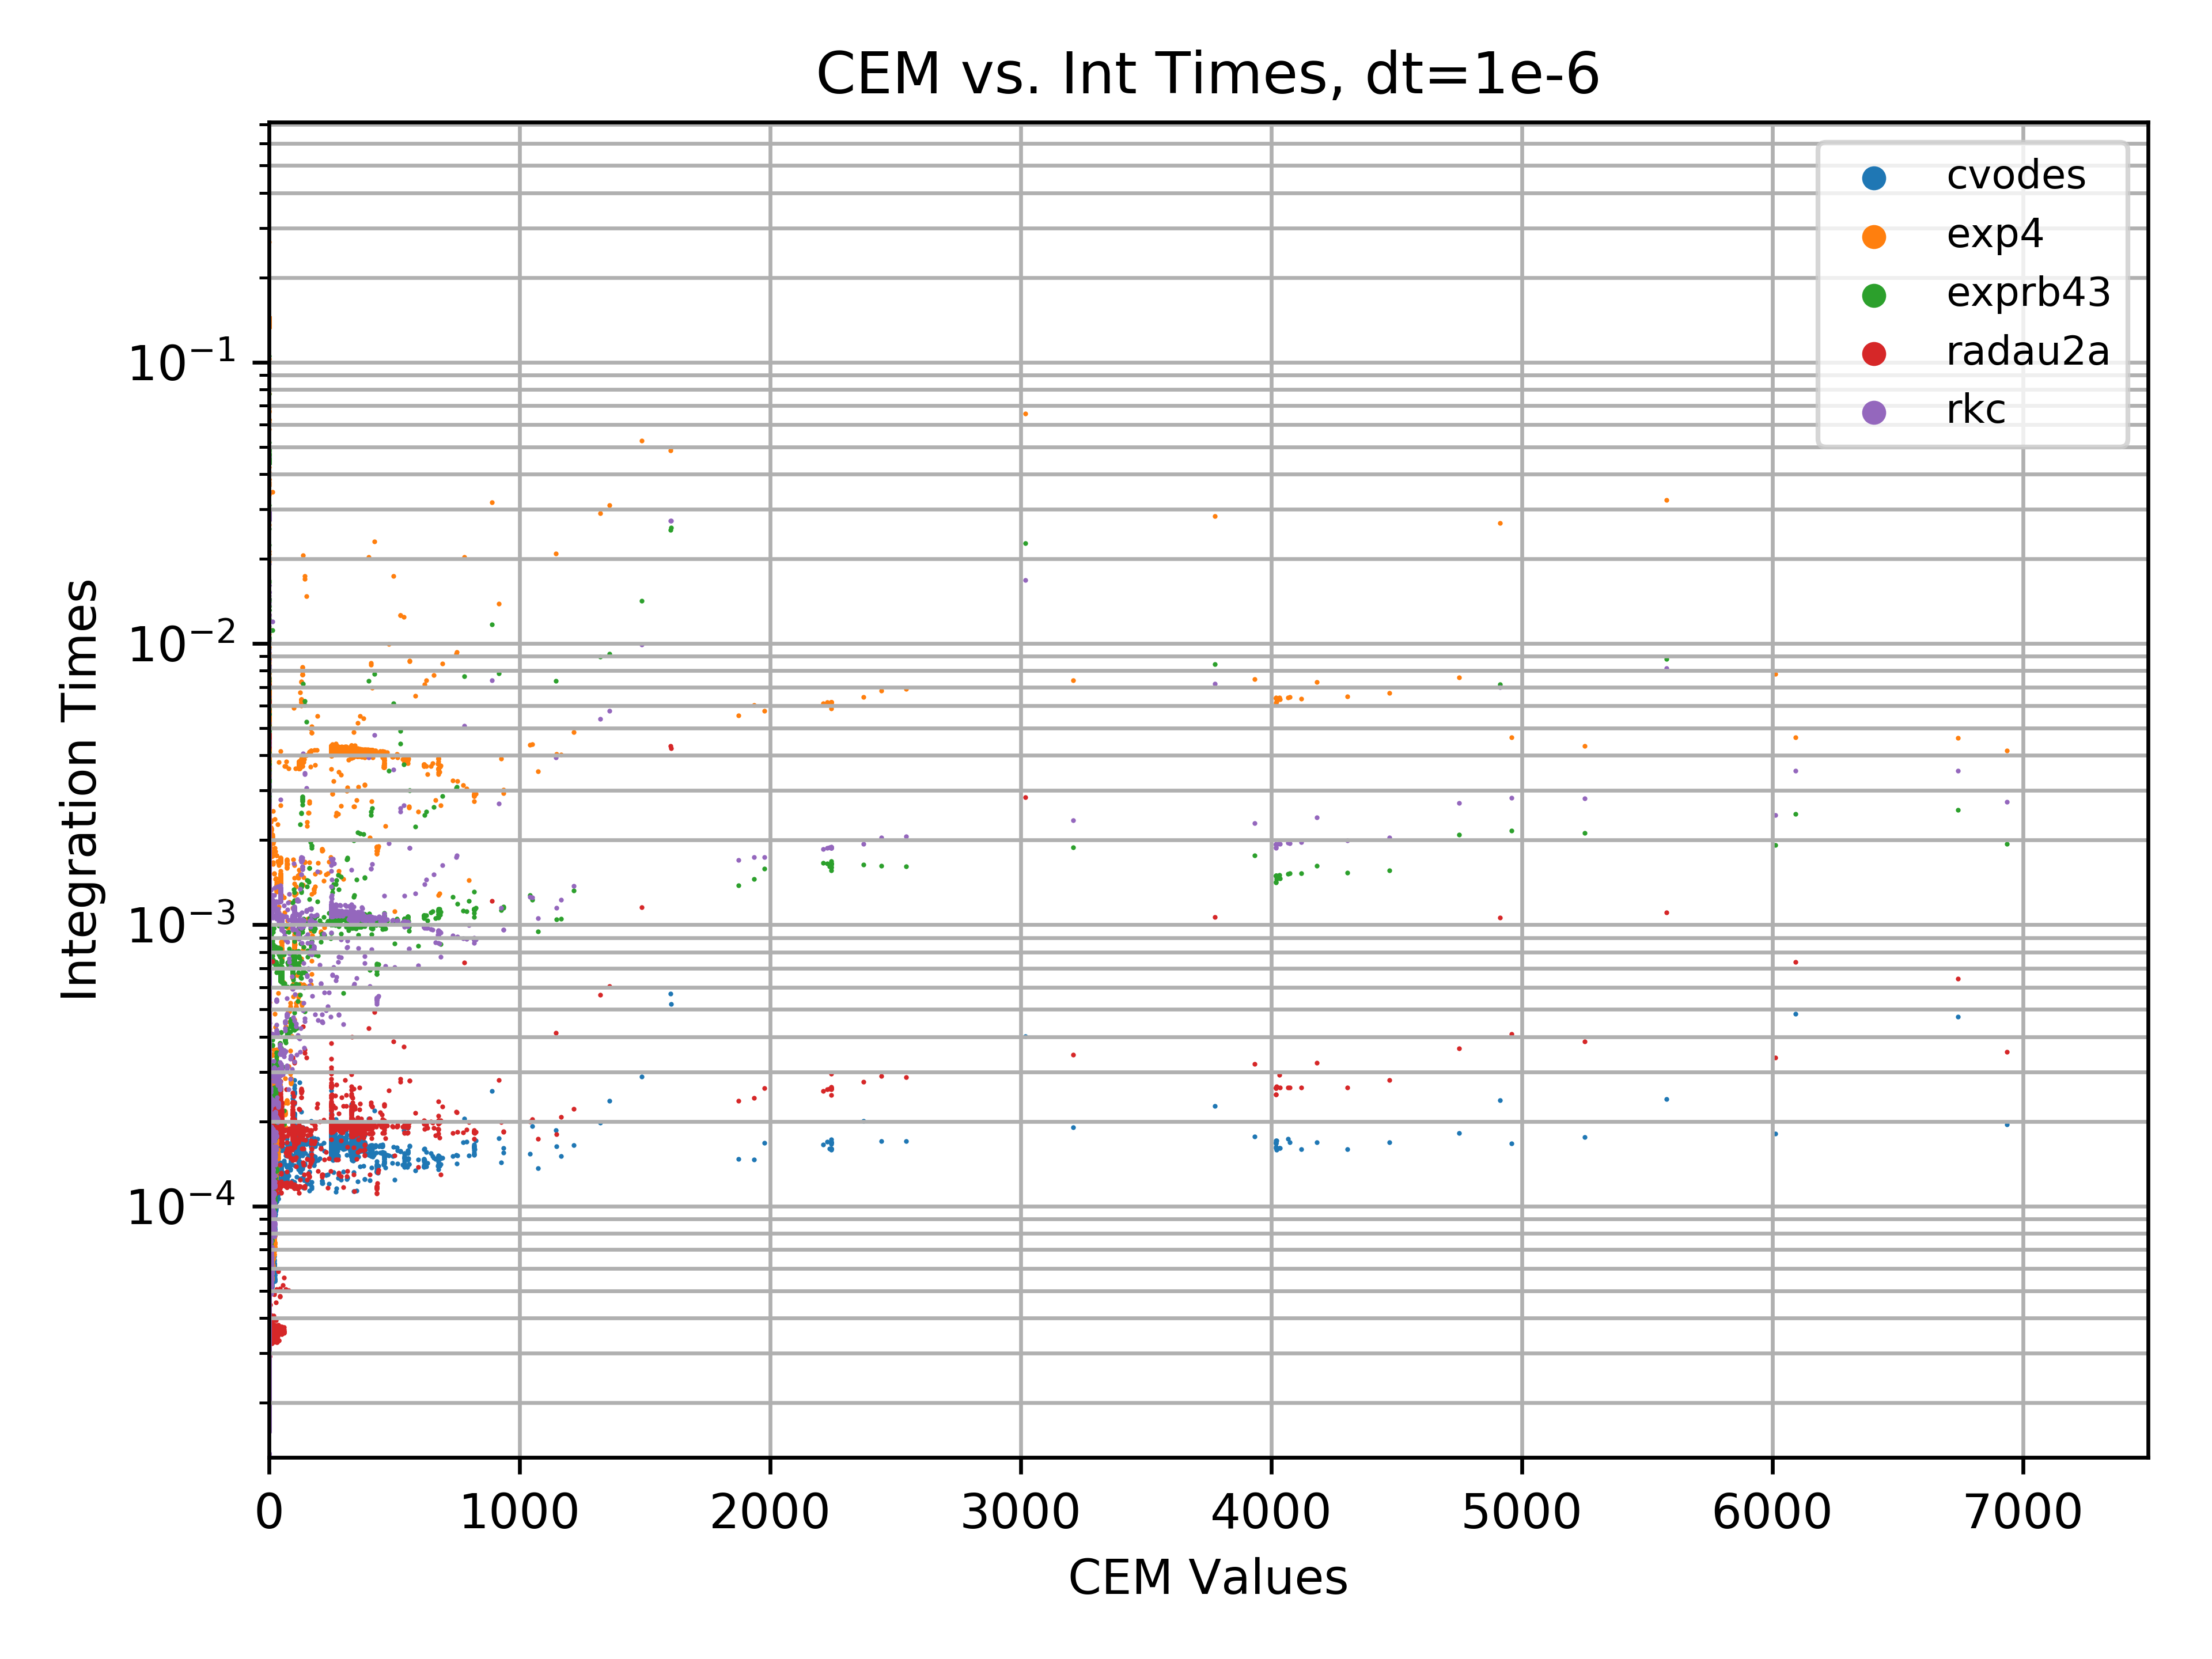 CEM vs. Int Times, dt=1e-6
cvodes
exp4
exprb43
radau2a
rkc
Integration Times
10⁻¹
10⁻²
10⁻³
10⁻⁴
0 1000 2000 3000 4000 5000 6000 7000
CEM Values